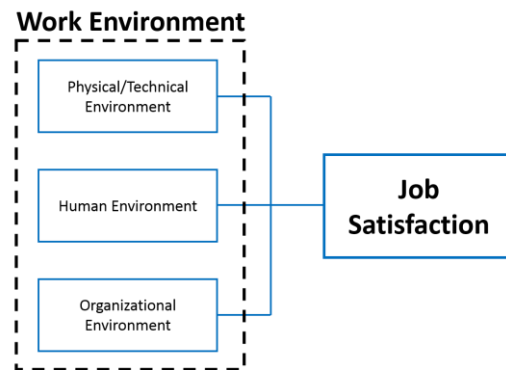 Work Environment
Physical/Technical
Environment
Human Environment
Job
Satisfaction
Organizational
Environment